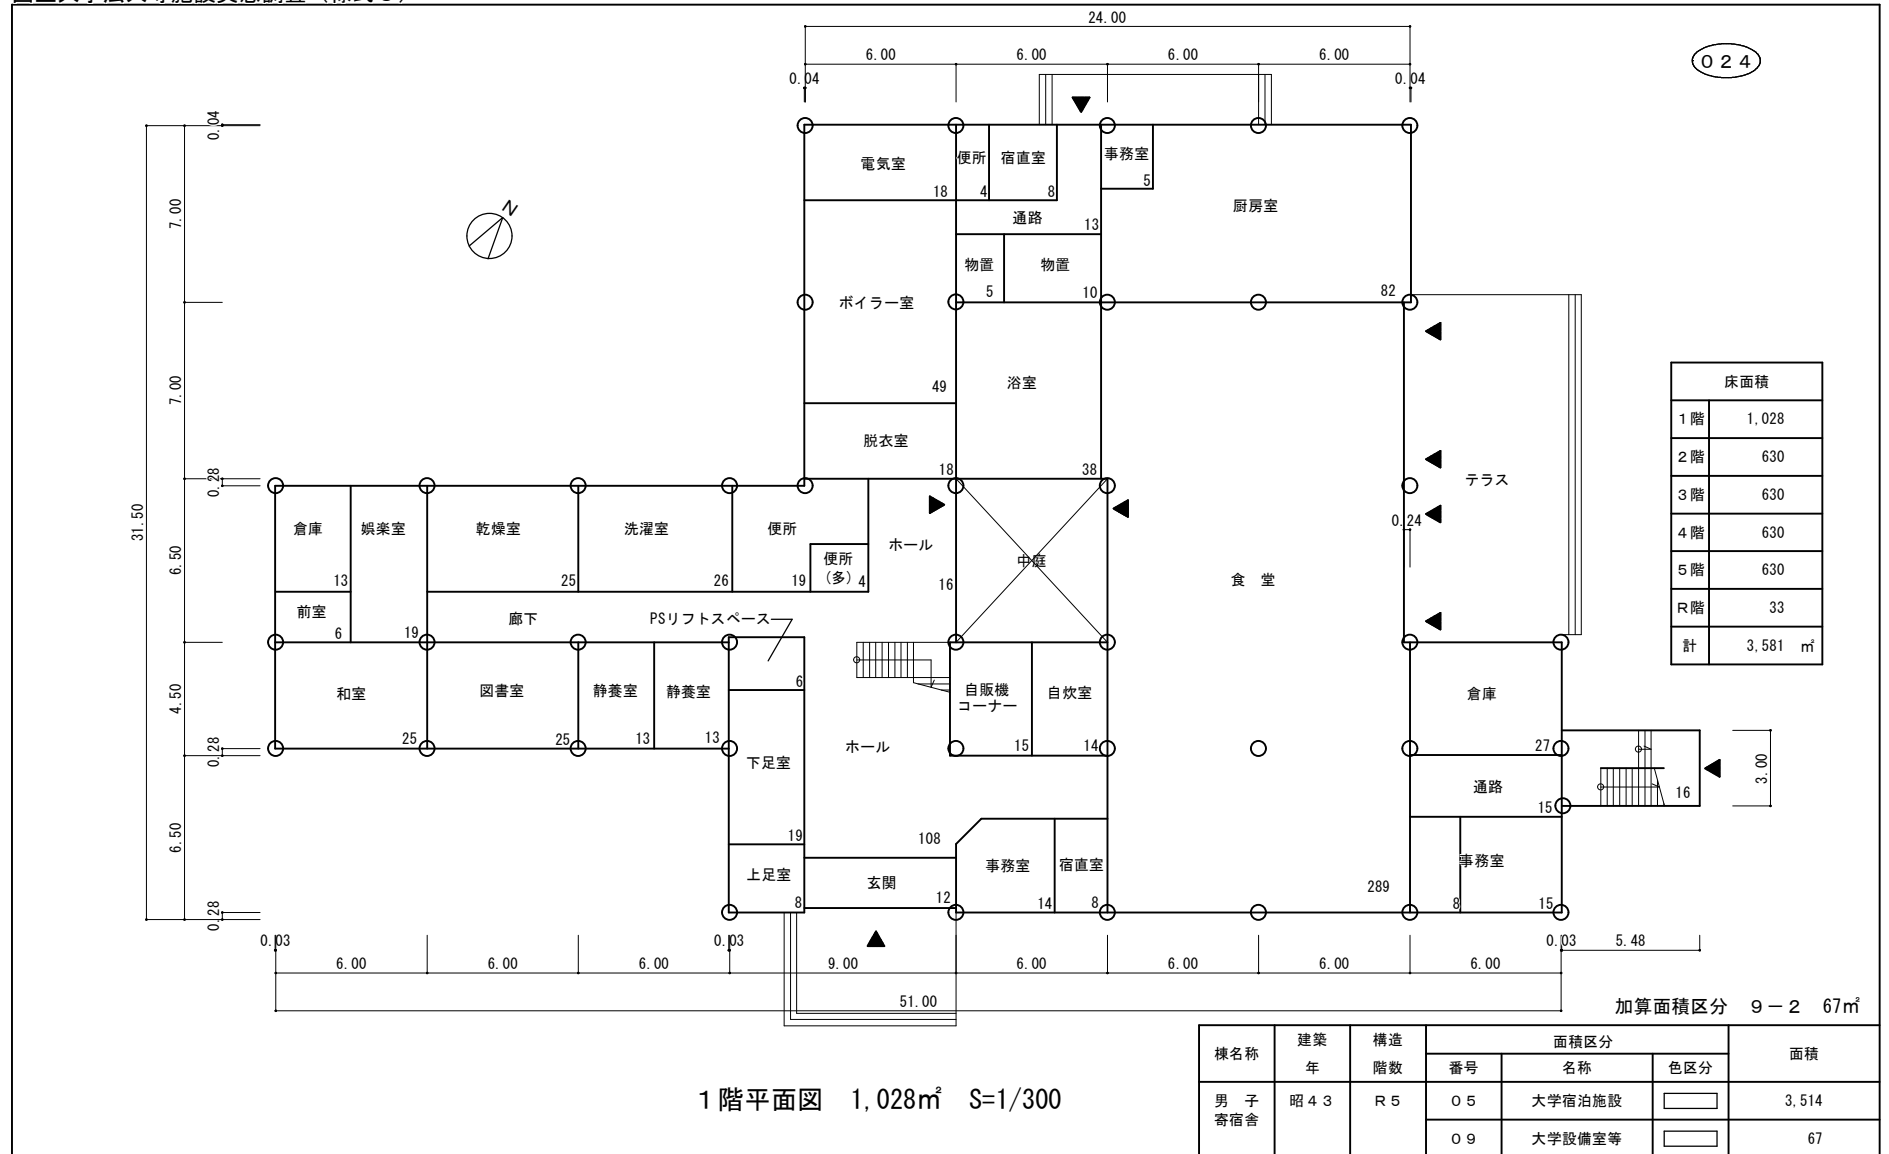 24.00
6.00 6.00 6.00 6.00
0.04 0.04
０２４
0.04
N
電気室 18
便所 4
宿直室 8
事務室 5
厨房室
通路 13
物置 5
物置 10
82
7.00
ボイラー室
49
浴室
38
7.00
脱衣室
18
床面積
1階 1,028
2階 630
3階 630
4階 630
5階 630
R階 33
計 3,581 ㎡
テラス
0.28
31.50
6.50
倉庫 13
娯楽室
乾燥室 25
洗濯室 26
便所 19
便所
(多) 4
ホール
16
中庭
食 堂
0.24
前室 6
19
廊下
PSリフトスペース
6
4.50
和室 25
図書室 25
静養室 13
静養室 13
自販機
コーナー
15
自炊室
14
倉庫
27
0.28
下足室
19
ホール
108
通路
15
16
3.00
6.50
上足室
8
玄関
12
事務室
14
宿直室
8
289
8
事務室
15
0.28
0.03 0.03 0.03 5.48
6.00 6.00 6.00 9.00 6.00 6.00 6.00 6.00
51.00
加算面積区分 ９－２ 67㎡
1階平面図 1,028㎡ S=1/300
棟名称 建築
年 構造
階数 面積区分 面積
番号 名称 色区分
男 子
寄宿舎 昭４３ Ｒ５ ０５ 大学宿泊施設 3,514
０９ 大学設備室等 67